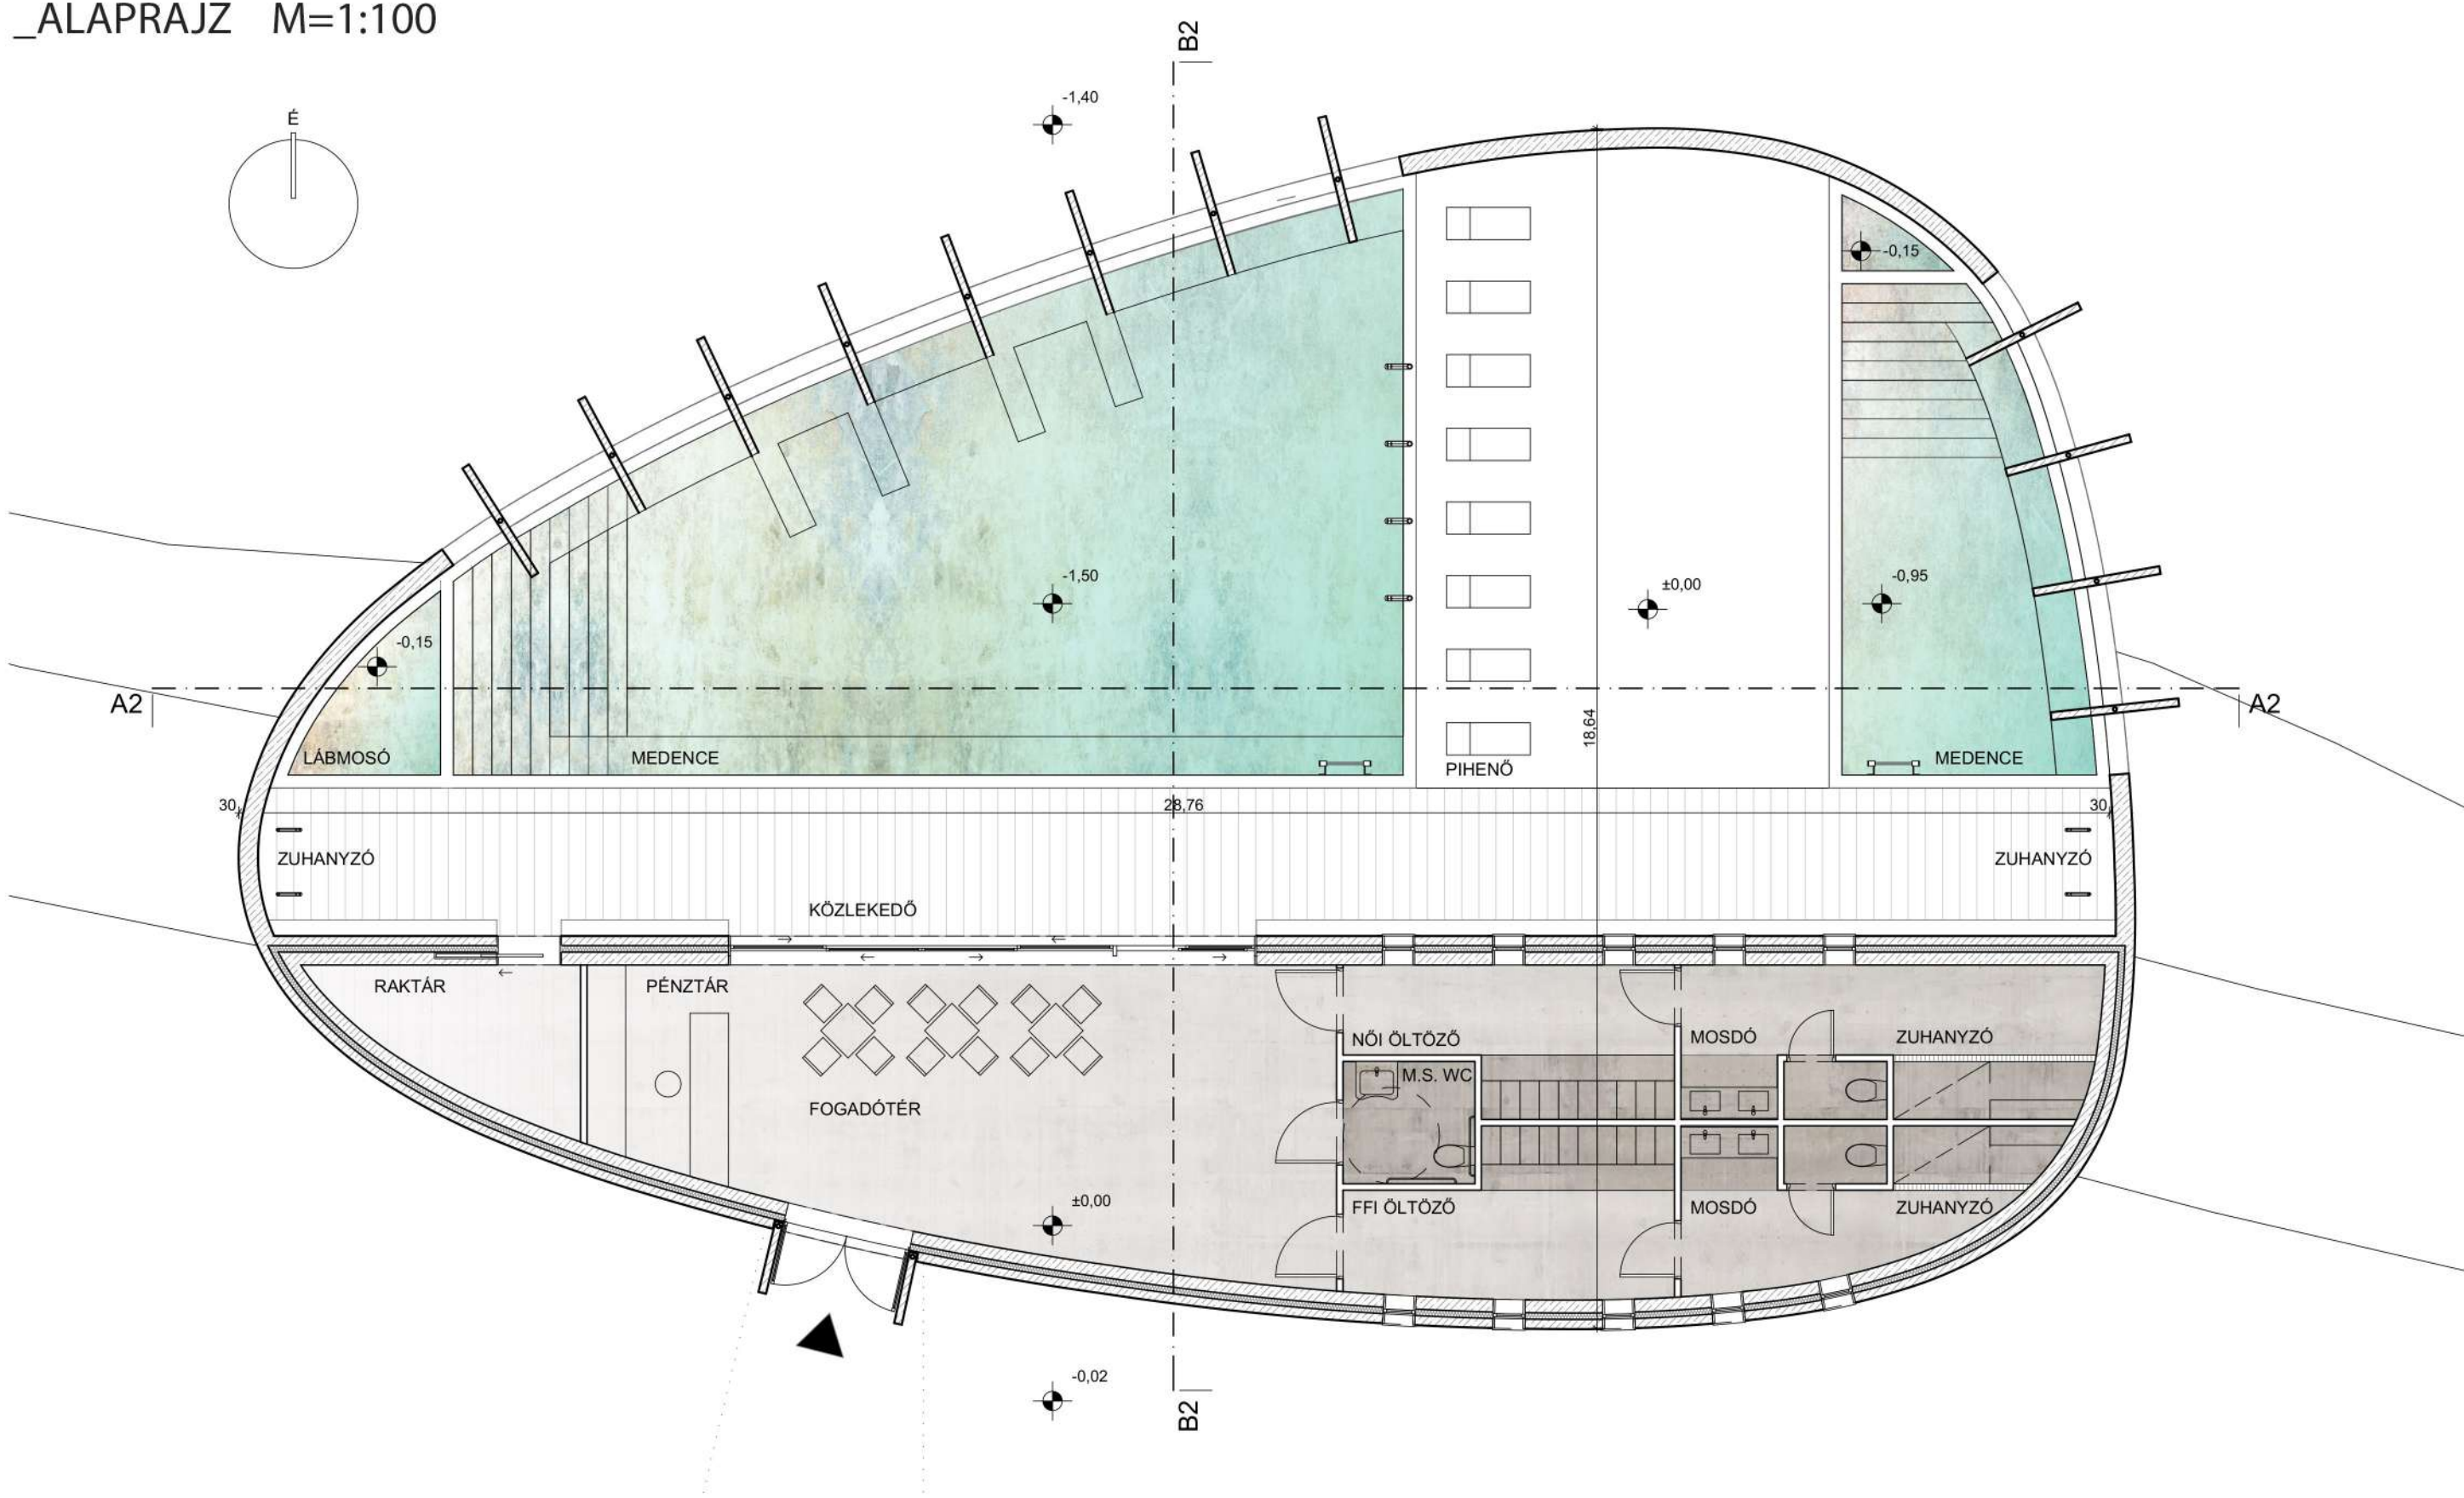 _ALAPRAJZ M=1:100
B2
-1,40
É
-0,15
-1,50
±0,00
-0,95
-0,15
A2
A2
18,64
LÁBMOSÓ
MEDENCE
PIHENŐ
MEDENCE
30
28,76
30
ZUHANYZÓ
ZUHANYZÓ
KÖZLEKEDŐ
RAKTÁR
PÉNZTÁR
NŐI ÖLTÖZŐ
MOSDÓ
ZUHANYZÓ
M.S. WC
FOGADÓTÉR
±0,00
FFI ÖLTÖZŐ
MOSDÓ
ZUHANYZÓ
-0,02
B2